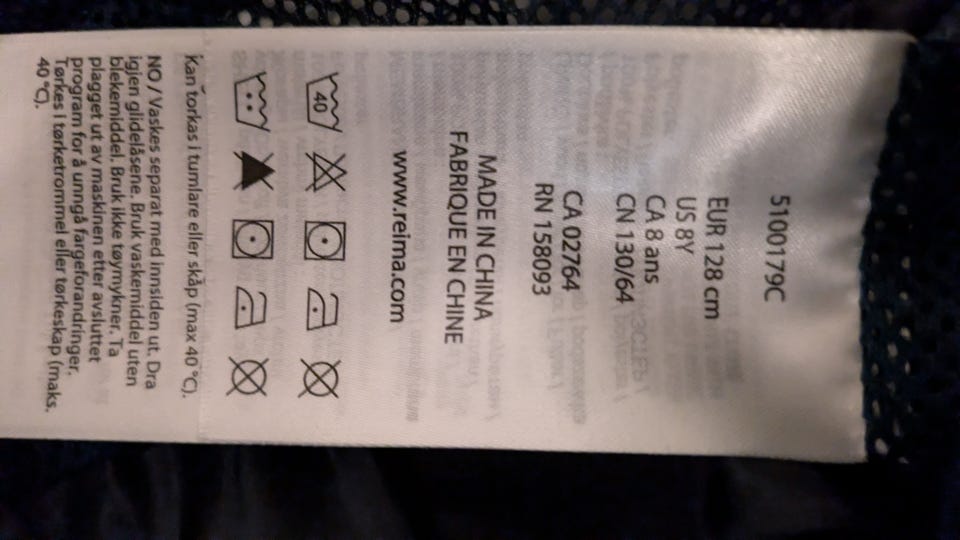 5100179C
EUR 128 cm
US 8Y
CA 8 ans
CN 130/64
CA 02764
RN 158093
MADE IN CHINA
FABRIQUE EN CHINE
www.reima.com
40
Kan torkas i tumlare eller skåp (max 40 °C).
NO / Vaskes separat med innsiden ut. Dra
igjen glidelåsene. Bruk vaskemiddel uten
blekemiddel. Bruk ikke tøymykner. Ta
plagget ut av maskinen etter avsluttet
program for å unngå fargeforandringer.
Tørkes i tørketrommel eller tørkeskap (maks.
40 °C).